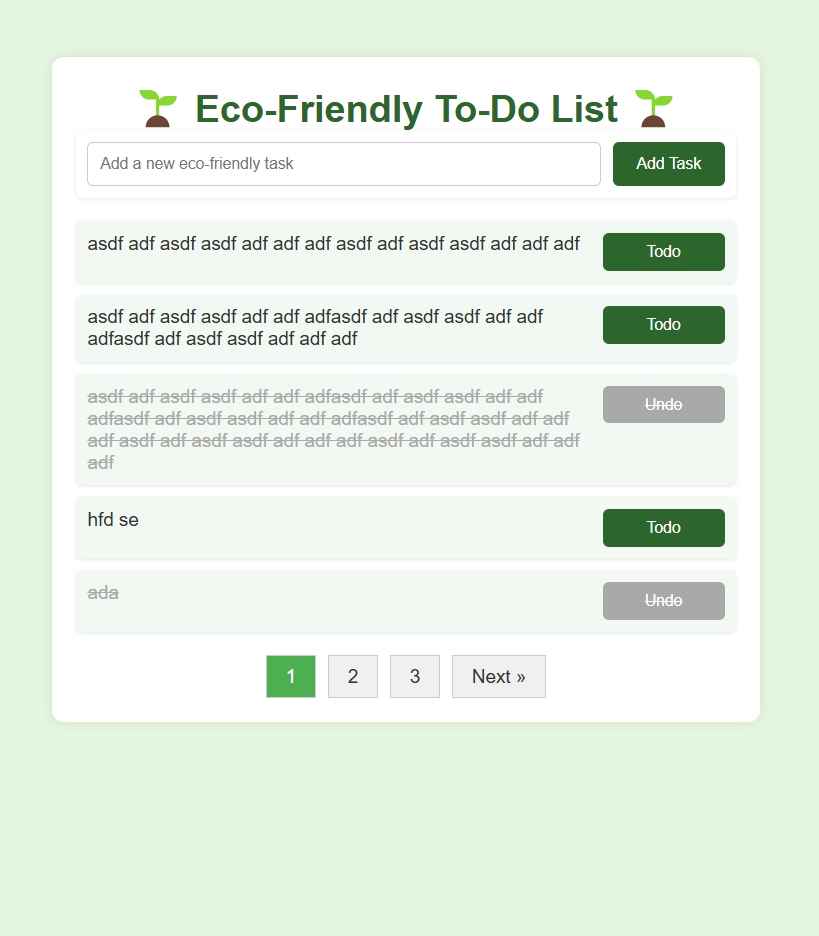 Eco-Friendly To-Do List
Add a new eco-friendly task
Add Task
asdf adf asdf asdf adf adf adf asdf adf asdf asdf adf adf adf
Todo
asdf adf asdf asdf adf adf adfasdf adf asdf asdf adf adf
adfasdf adf asdf asdf adf adf adf
Todo
asdf adf asdf asdf adf adf adfasdf adf asdf asdf adf adf
adfasdf adf asdf asdf adf adf adfasdf adf asdf asdf adf adf
adf asdf adf asdf asdf adf adf adf asdf adf asdf asdf adf adf
adf
Undo
hfd se
Todo
ada
Undo
1 2 3 Next »